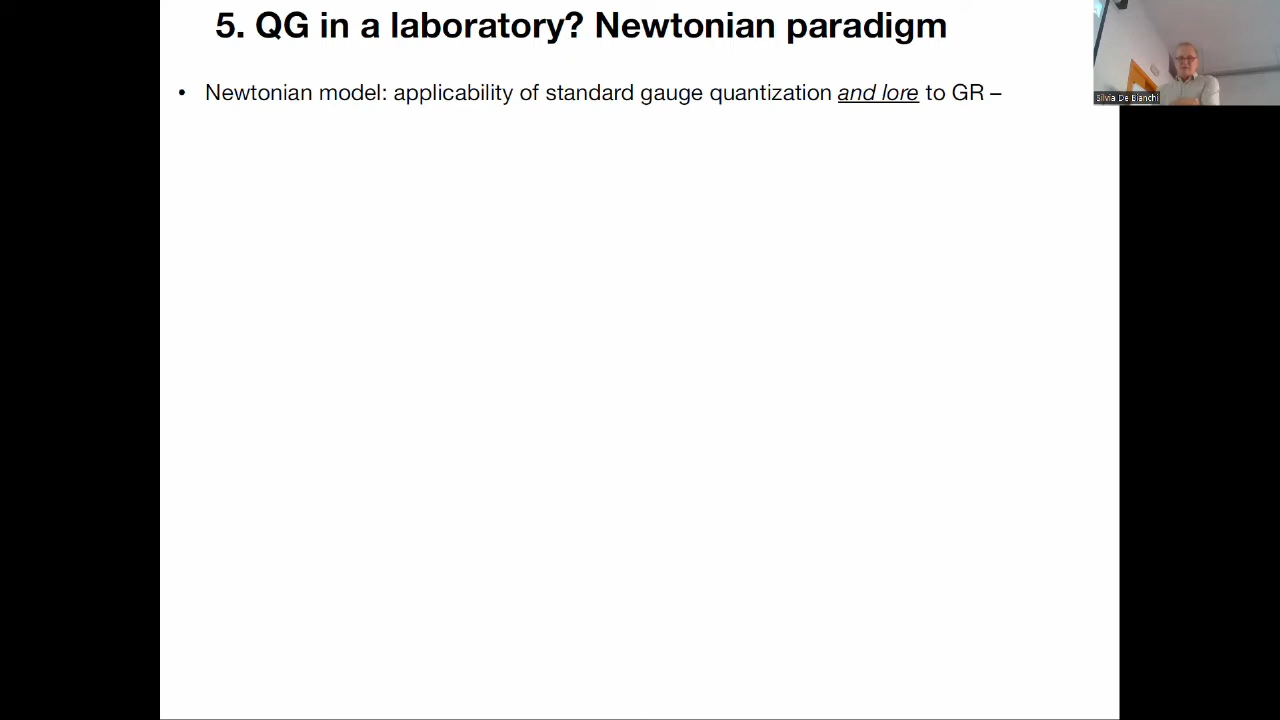 5. QG in a laboratory? Newtonian paradigm
• Newtonian model: applicability of standard gauge quantization and lore to GR –
Silvia De Bianchi